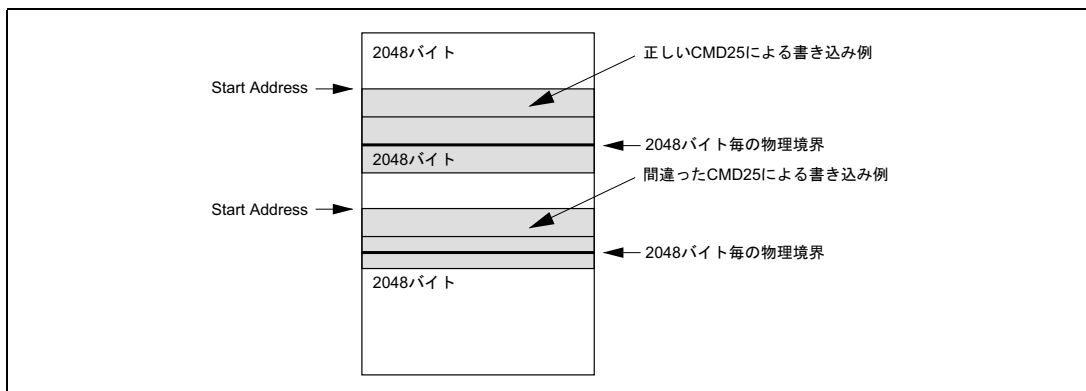 2048バイト
正しいCMD25による書き込み例
Start Address
2048バイト毎の物理境界
2048バイト
間違ったCMD25による書き込み例
Start Address
2048バイト毎の物理境界
2048バイト